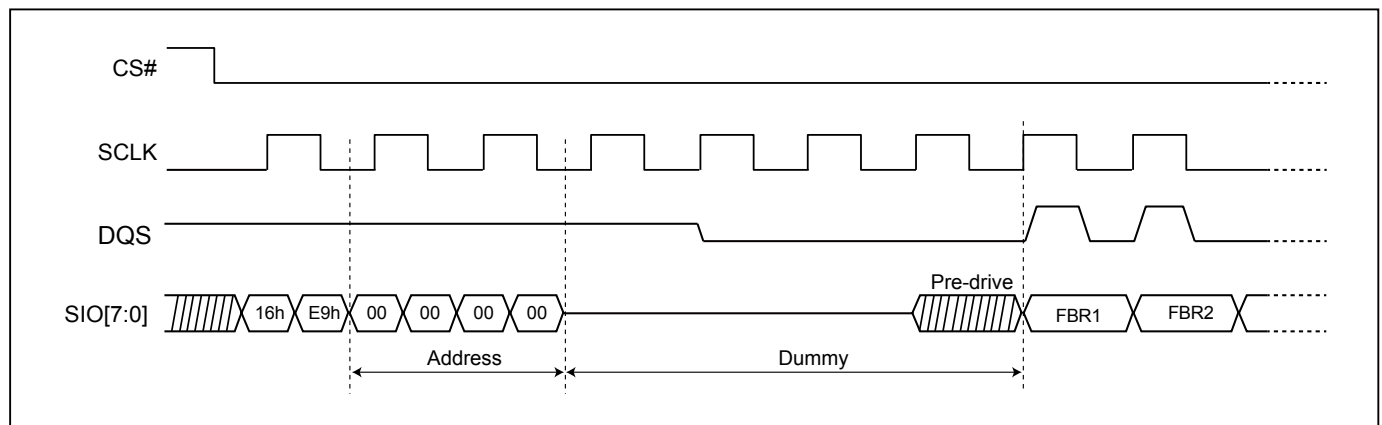 CS#
SCLK
DQS
Pre-drive
SIO[7:0] 16h E9h 00 00 00 00 FBR1 FBR2
Address Dummy